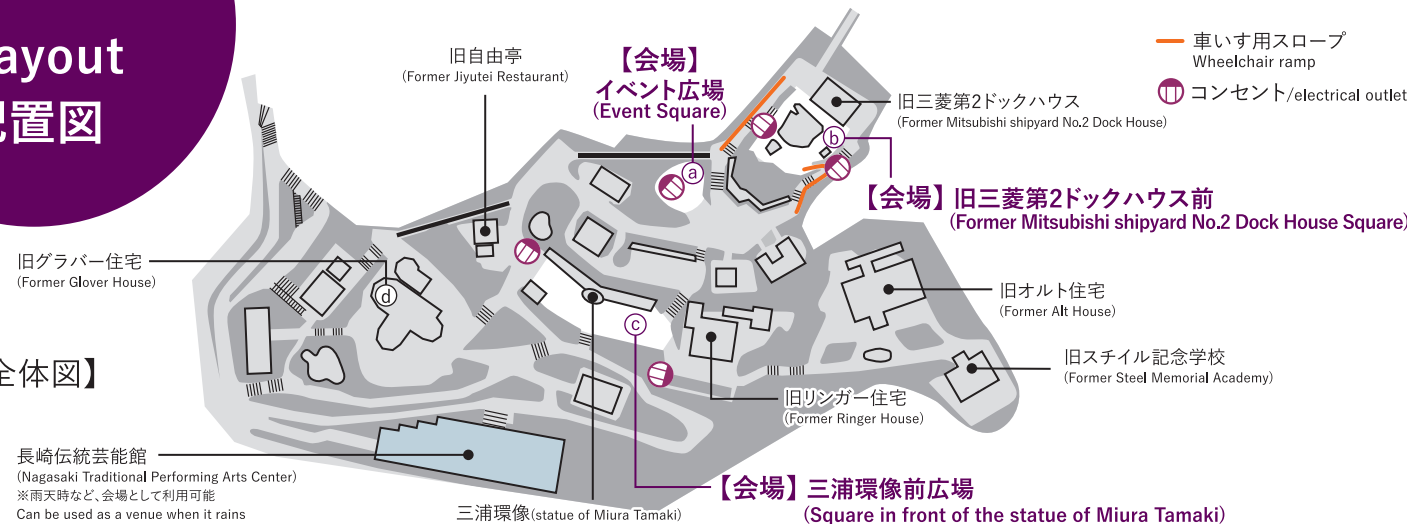 ayout
配置図
旧自由亭
(Former Jiyutei Restaurant)
【会場】
イベント広場
(Event Square)
車いす用スロープ
Wheelchair ramp
コンセント/electrical outlet
旧三菱第2ドックハウス
(Former Mitsubishi shipyard No.2 Dock House)
a
b
【会場】旧三菱第2ドックハウス前
(Former Mitsubishi shipyard No.2 Dock House Square)
旧グラバー住宅
(Former Glover House)
d
c
旧オルト住宅
(Former Alt House)
旧スチイル記念学校
(Former Steel Memorial Academy)
全体図】
旧リンガー住宅
(Former Ringer House)
長崎伝統芸能館
(Nagasaki Traditional Performing Arts Center)
※雨天時など、会場として利用可能
Can be used as a venue when it rains
三浦環像(statue of Miura Tamaki)
【会場】三浦環像前広場
(Square in front of the statue of Miura Tamaki)